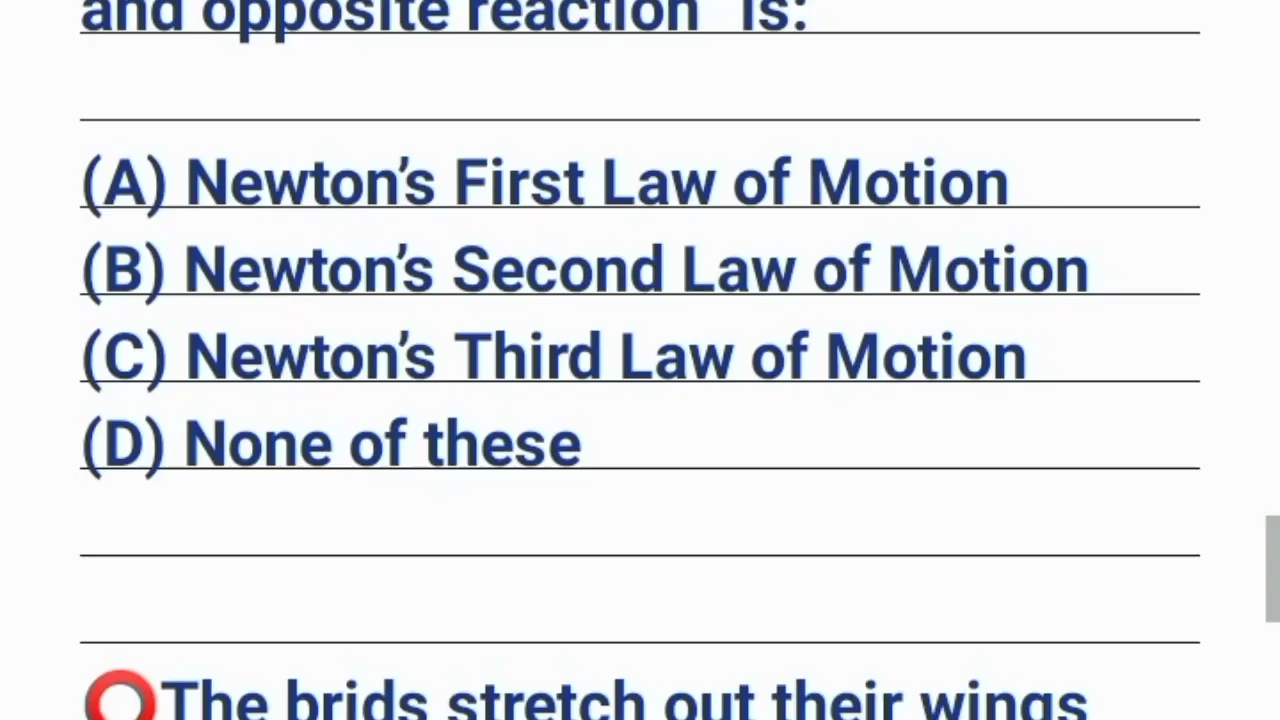 and opposite reaction" is:
(A) Newton’s First Law of Motion
(B) Newton’s Second Law of Motion
(C) Newton’s Third Law of Motion
(D) None of these
⭕The brids stretch out their wings